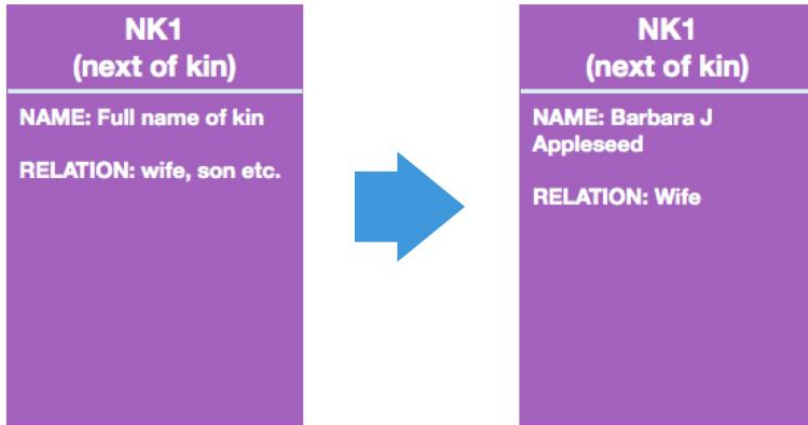 NK1
(next of kin)
NAME: Full name of kin
RELATION: wife, son etc.
NK1
(next of kin)
NAME: Barbara J
Appleseed
RELATION: Wife